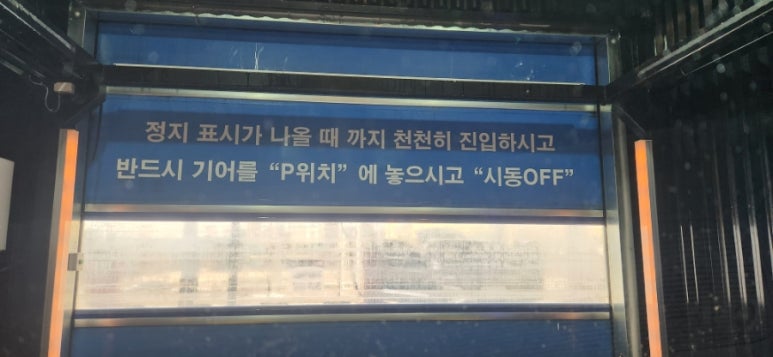 정지 표시가 나올 때 까지 천천히 진입하시고
반드시 기어를 “P위치” 에 놓으시고 “시동OFF”